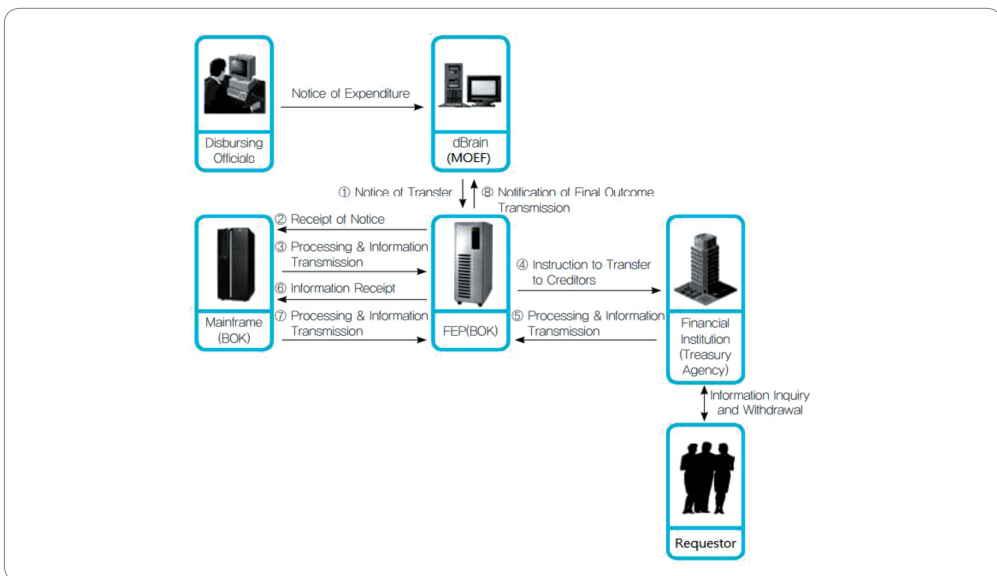 Notice of Expenditure
Disbursing
Officials
dBrain
(MOEF)
① Notice of Transfer
⑧ Notification of Final Outcome
Transmission
② Receipt of Notice
③ Processing & Information
Transmission
⑥ Information Receipt
⑦ Processing & Information
Transmission
Mainframe
(BOK)
FEP(BOK)
④ Instruction to Transfer
to Creditors
⑤ Processing & Information
Transmission
Financial
Institution
(Treasury
Agency)
Information Inquiry
and Withdrawal
Requestor